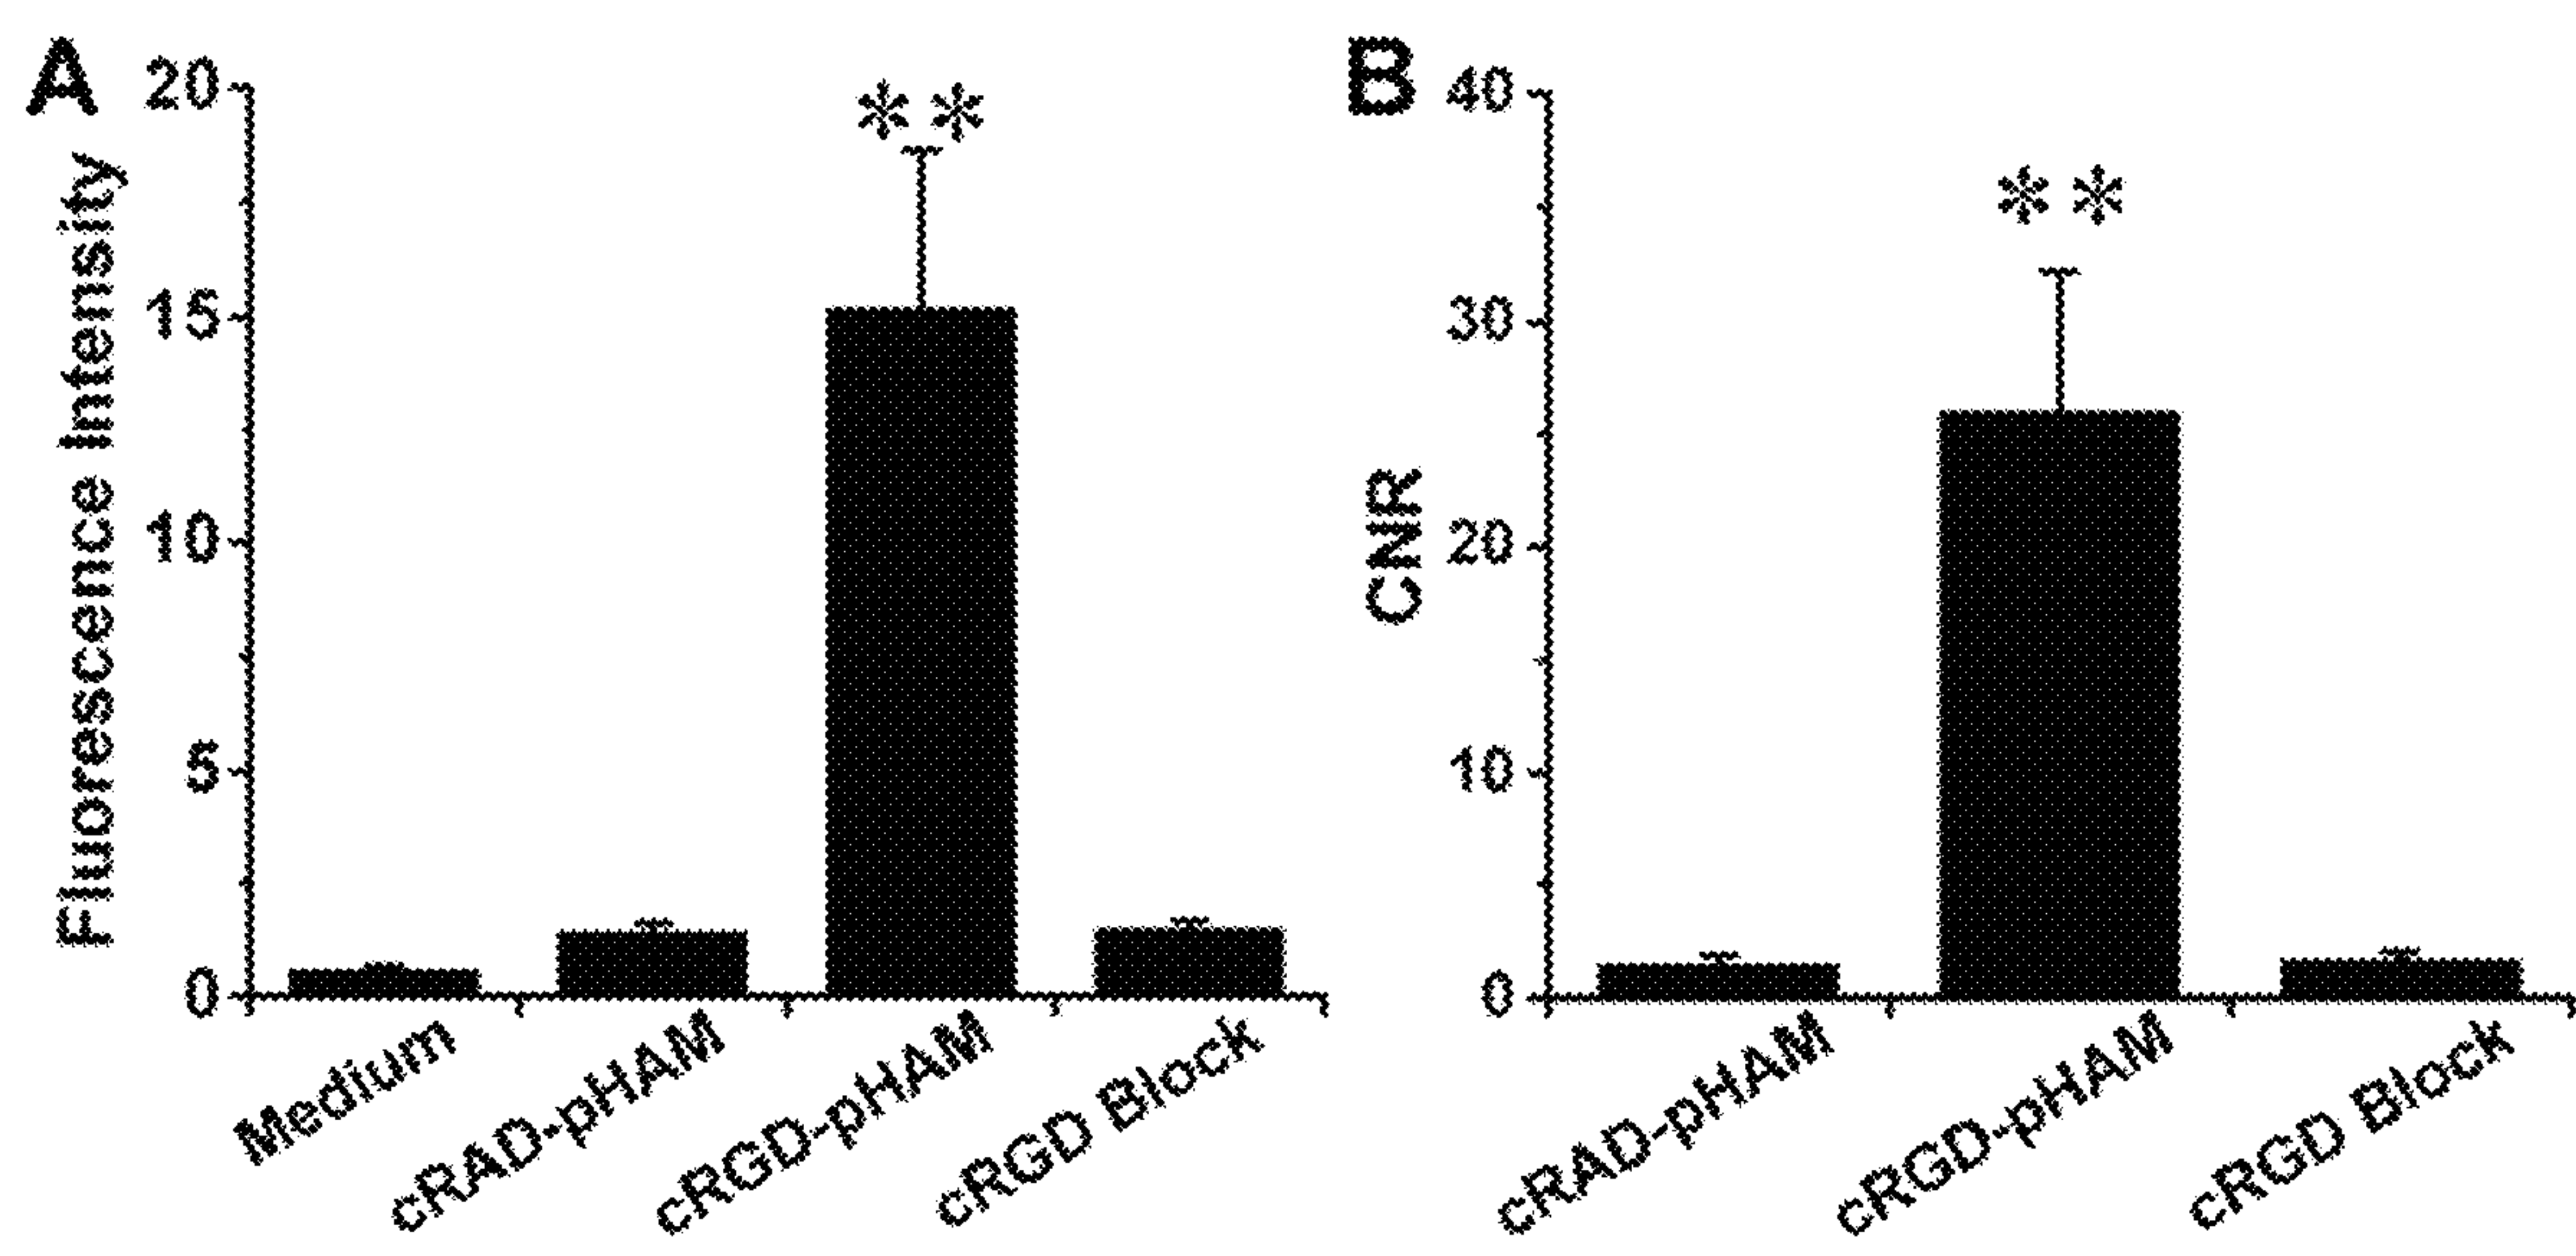 A
20
15
10
5
0
Fluorescence Intensity
**
Medium
cRAD-pHAM
cRGD-pHAM
cRGD Block
B
40
30
20
10
0
CNR
**
cRAD-pHAM
cRGD-pHAM
cRGD Block